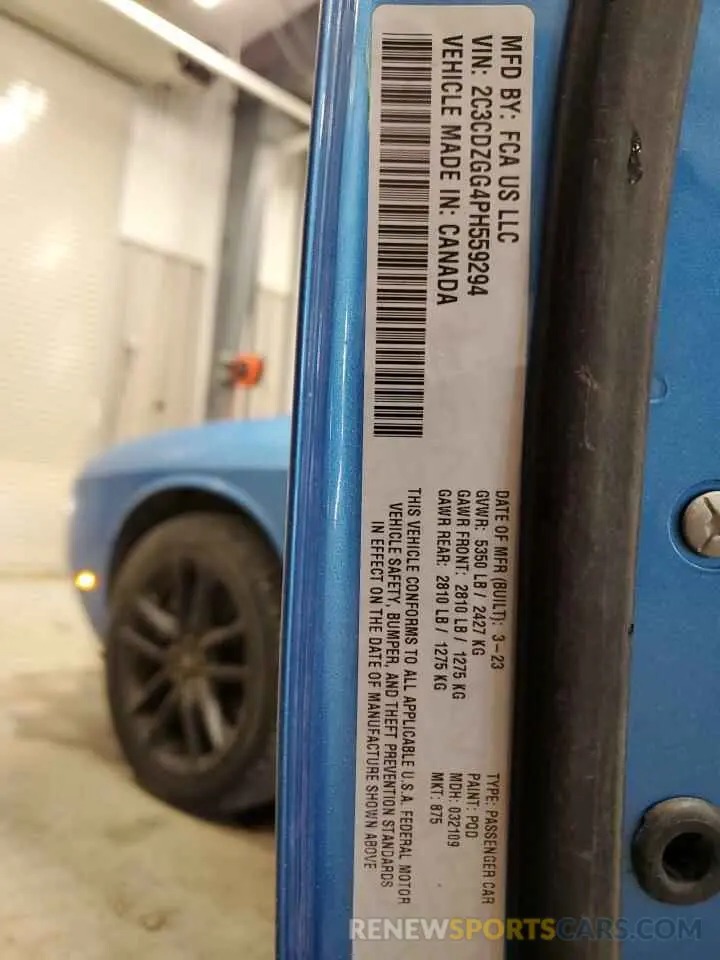 MFD BY: FCA US LLC
VIN: 2C3CDZGG4PH559294
VEHICLE MADE IN: CANADA
DATE OF MFR (BUILT): 3-23
GVWR: 5350 LB / 2427 KG
GAWR FRONT: 2810 LB / 1275 KG
GAWR REAR: 2810 LB / 1275 KG
THIS VEHICLE CONFORMS TO ALL APPLICABLE U.S.A. FEDERAL MOTOR
VEHICLE SAFETY, BUMPER, AND THEFT PREVENTION STANDARDS
IN EFFECT ON THE DATE OF MANUFACTURE SHOWN ABOVE
TYPE: PASSENGER CAR
PAINT: PQD
MDH: 032109
MKT: 875
RENEWSPORTSCARS.COM